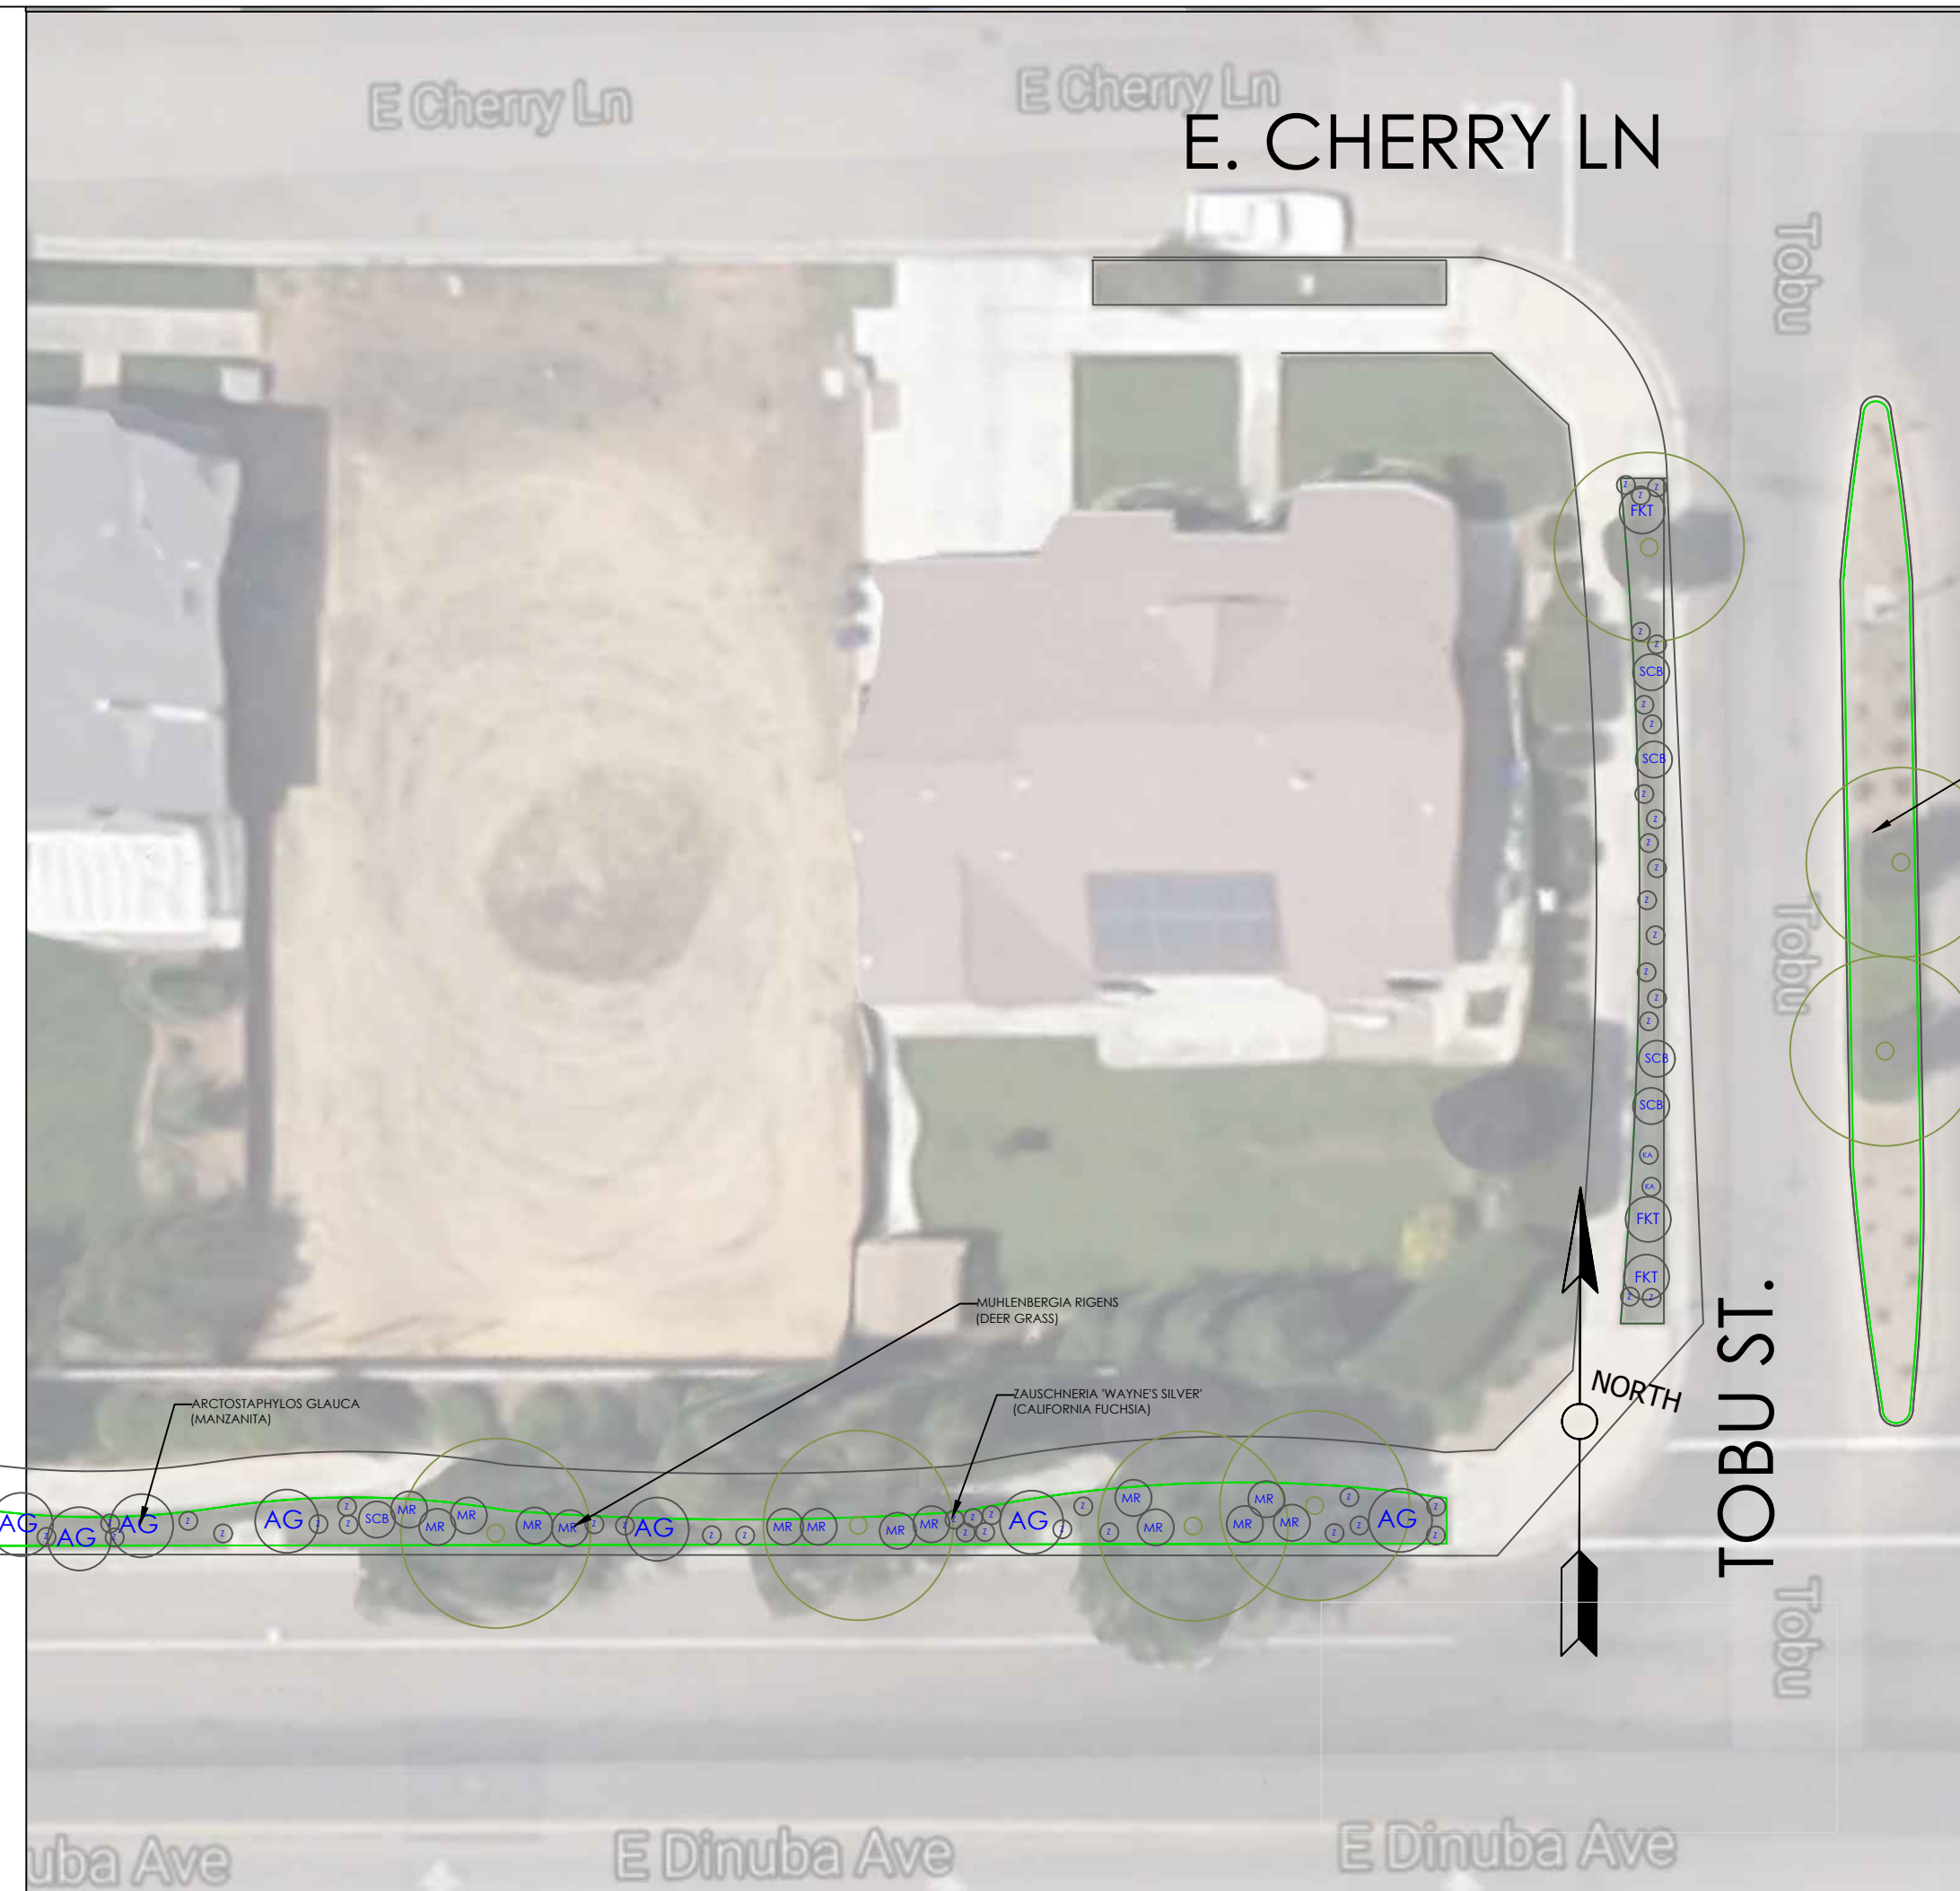 E Cherry Ln
E Cherry Ln
E. CHERRY LN
Tobu
Z Z
Z
FKT
Z
Z
SCB
Z
Z
SCB
Z
Z
Z
Z
Z
Z
Z
Z
Z
Tobu
SCB
SCB
KA
KA
FKT
FKT
Z Z
TOBU ST.
NORTH
MUHLENBERGIA RIGENS
(DEER GRASS)
ARCTOSTAPHYLOS GLAUCA
(MANZANITA)
ZAUSCHNERIA 'WAYNE'S SILVER'
(CALIFORNIA FUCHSIA)
AG Z AG Z Z AG Z Z AG Z Z Z SCB MR MR MR MR MR Z Z AG Z Z MR MR MR MR Z Z Z Z Z AG Z Z Z MR MR MR MR MR Z Z Z AG Z Z
Tobu
uba Ave
E Dinuba Ave
E Dinuba Ave